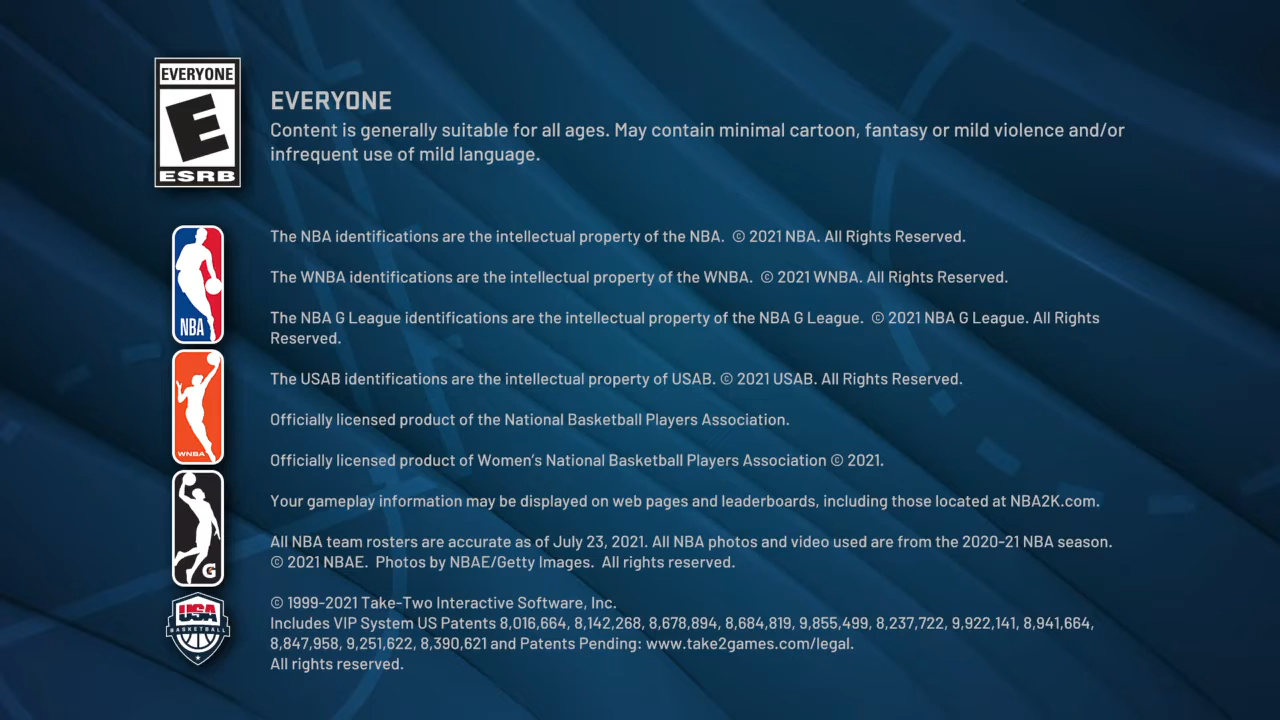 EVERYONE
E
ESRB
EVERYONE
Content is generally suitable for all ages. May contain minimal cartoon, fantasy or mild violence and/or
infrequent use of mild language.
NBA
The NBA identifications are the intellectual property of the NBA.  © 2021 NBA. All Rights Reserved.
The WNBA identifications are the intellectual property of the WNBA.  © 2021 WNBA. All Rights Reserved.
The NBA G League identifications are the intellectual property of the NBA G League.  © 2021 NBA G League. All Rights
Reserved.
WNBA
The USAB identifications are the intellectual property of USAB. © 2021 USAB. All Rights Reserved.
Officially licensed product of the National Basketball Players Association.
Officially licensed product of Women’s National Basketball Players Association © 2021.
G
Your gameplay information may be displayed on web pages and leaderboards, including those located at NBA2K.com.
All NBA team rosters are accurate as of July 23, 2021. All NBA photos and video used are from the 2020-21 NBA season.
© 2021 NBAE.  Photos by NBAE/Getty Images.  All rights reserved.
USA
BASKETBALL
© 1999-2021 Take-Two Interactive Software, Inc.
Includes VIP System US Patents 8,016,664, 8,142,268, 8,678,894, 8,684,819, 9,855,499, 8,237,722, 9,922,141, 8,941,664,
8,847,958, 9,251,622, 8,390,621 and Patents Pending: www.take2games.com/legal.
All rights reserved.